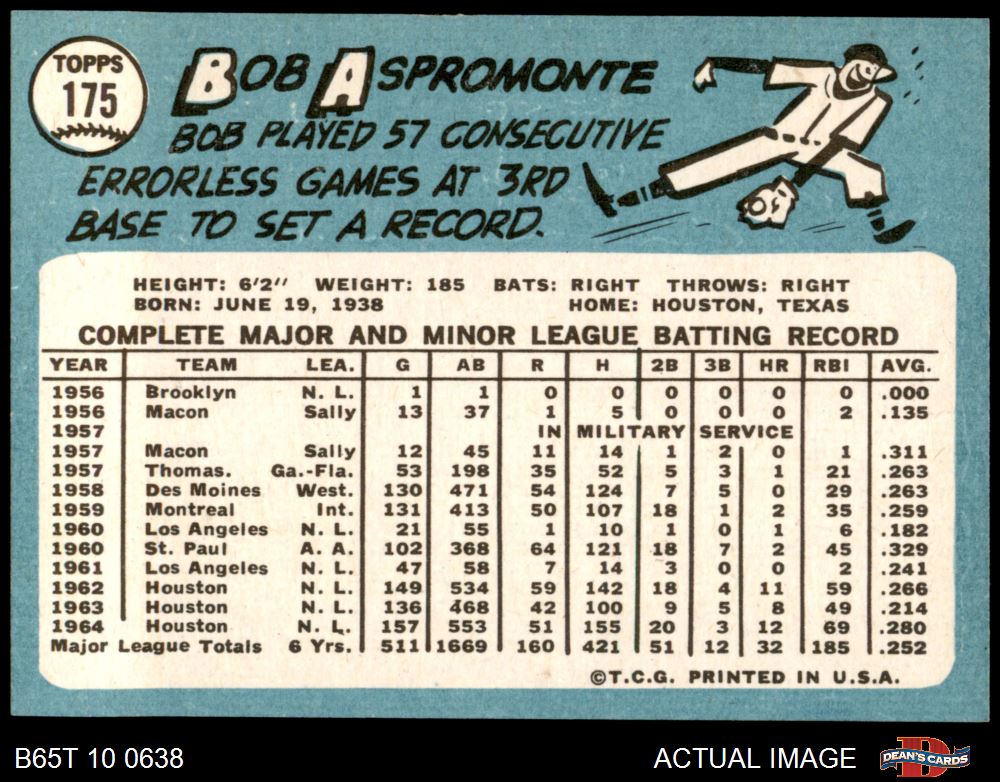 TOPPS
175
BOB ASPROMONTE
BOB PLAYED 57 CONSECUTIVE
ERRORLESS GAMES AT 3RD
BASE TO SET A RECORD.
HEIGHT: 6'2" WEIGHT: 185 BATS: RIGHT THROWS: RIGHT
BORN: JUNE 19, 1938 HOME: HOUSTON, TEXAS
COMPLETE MAJOR AND MINOR LEAGUE BATTING RECORD
YEAR TEAM LEA. G AB R H 2B 3B HR RBI AVG.
1956 Brooklyn N. L. 1 1 0 0 0 0 0 0 .000
1956 Macon Sally 13 37 1 5 0 0 0 2 .135
1957 IN MILITARY SERVICE
1957 Macon Sally 12 45 11 14 1 2 0 1 .311
1957 Thomas. Ga.-Fla. 53 198 35 52 5 3 1 21 .263
1958 Des Moines West. 130 471 54 124 7 5 0 29 .263
1959 Montreal Int. 131 413 50 107 18 1 2 35 .259
1960 Los Angeles N. L. 21 55 1 10 1 0 1 6 .182
1960 St. Paul A. A. 102 368 64 121 18 7 2 45 .329
1961 Los Angeles N. L. 47 58 7 14 3 0 0 2 .241
1962 Houston N. L. 149 534 59 142 18 4 11 59 .266
1963 Houston N. L. 136 468 42 100 9 5 8 49 .214
1964 Houston N. L. 157 553 51 155 20 3 12 69 .280
Major League Totals 6 Yrs. 511 1669 160 421 51 12 32 185 .252
©T.C.G. PRINTED IN U.S.A.
B65T 10 0638 ACTUAL IMAGE DEAN'S CARDS